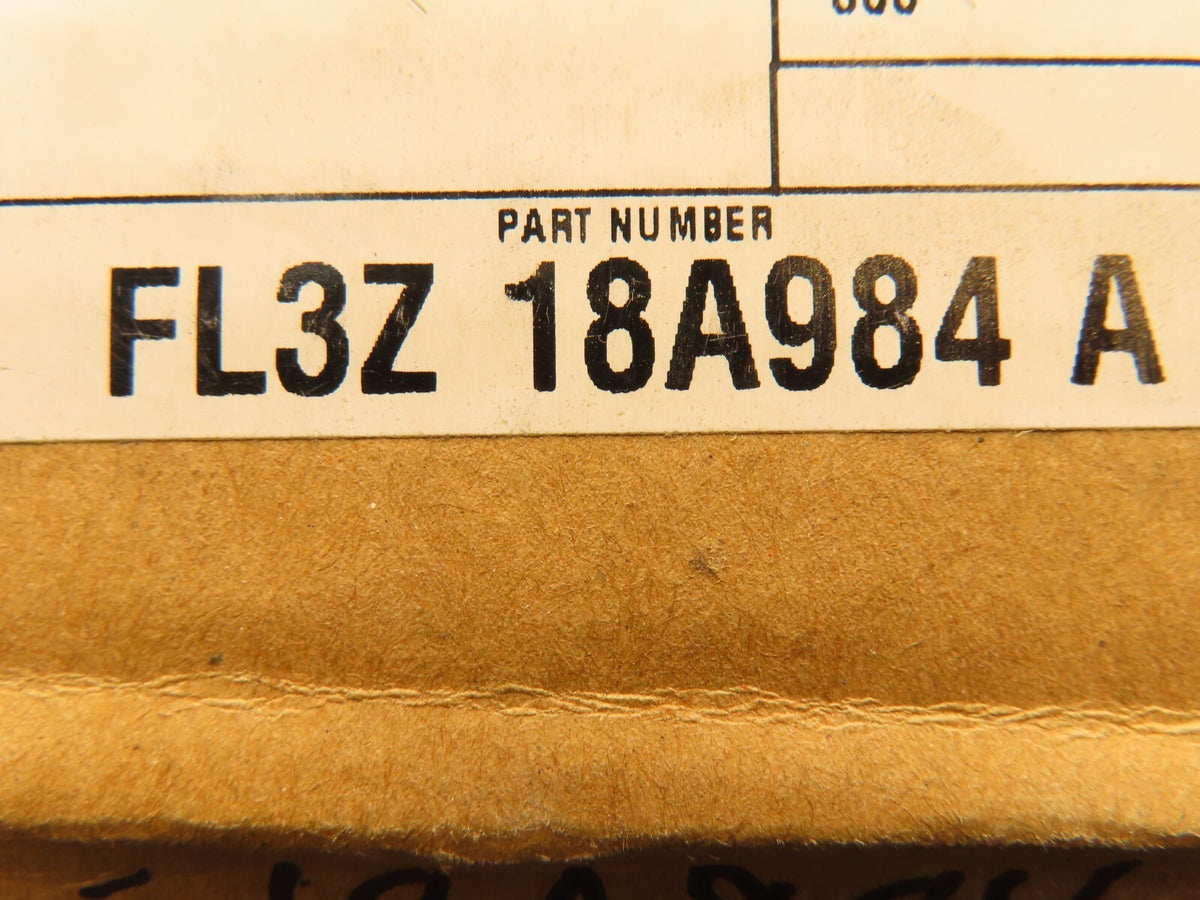 PART NUMBER
FL3Z 18A984 A